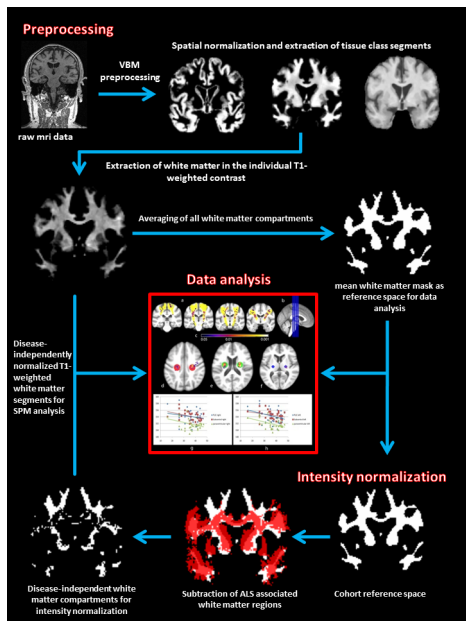 Preprocessing
Spatial normalization and extraction of tissue class segments
VBM
preprocessing
raw mri data
Extraction of white matter in the individual T1-
weighted contrast
Averaging of all white matter compartments
mean white matter mask as
reference space for data
analysis
Data analysis
a
b
c
d
e
f
g
h
Disease-
independently
normalized T1-
weighted
white matter
segments for
SPM analysis
Intensity normalization
Disease-independent white
matter compartments for
intensity normalization
Subtraction of ALS associated
white matter regions
Cohort reference space